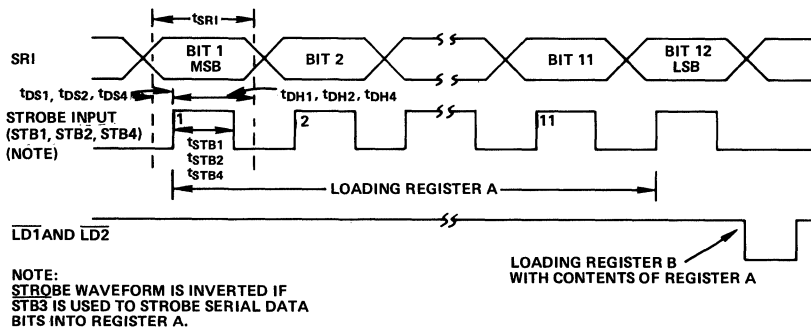 tSRI
SRI
BIT 1
MSB
BIT 2
BIT 11
BIT 12
LSB
tDS1, tDS2, tDS4
tDH1, tDH2, tDH4
STROBE INPUT
(STB1, STB2, STB4)
(NOTE)
1
2
11
tSTB1
tSTB2
tSTB4
LOADING REGISTER A
LD1 AND LD2
LOADING REGISTER B
WITH CONTENTS OF REGISTER A
NOTE:
STROBE WAVEFORM IS INVERTED IF
STB3 IS USED TO STROBE SERIAL DATA
BITS INTO REGISTER A.